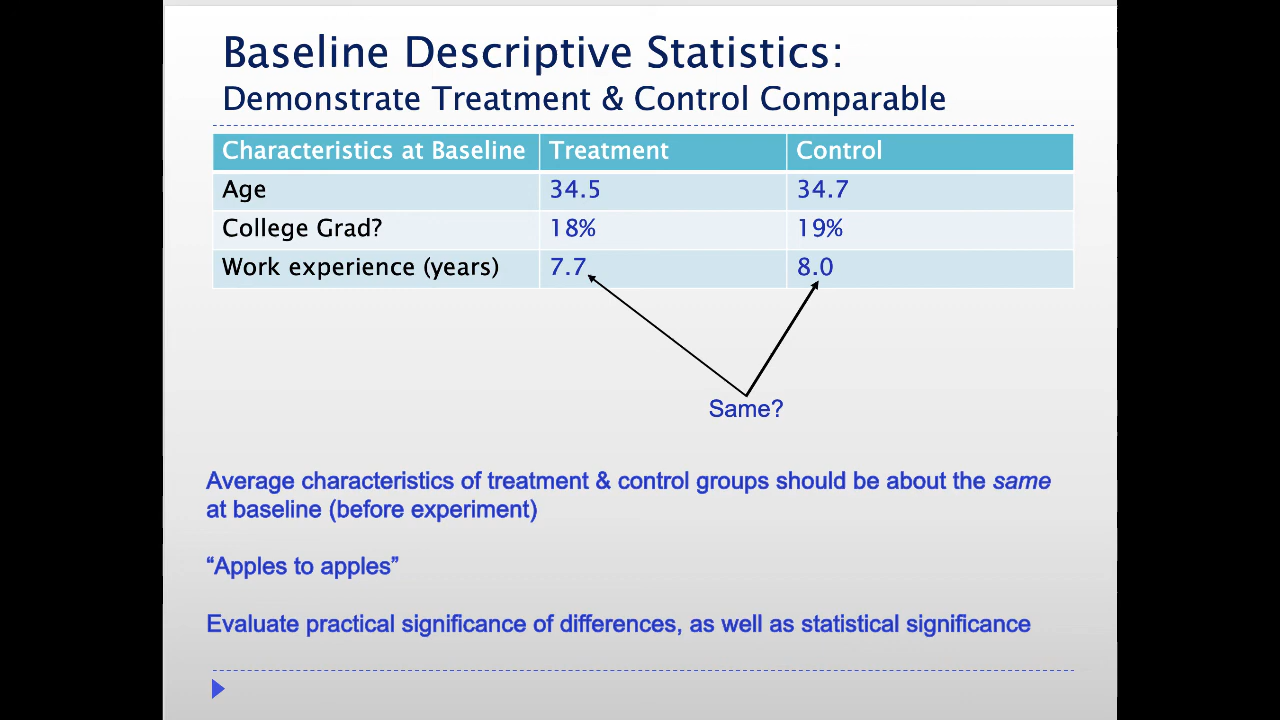 Baseline Descriptive Statistics:
Demonstrate Treatment & Control Comparable
Characteristics at Baseline Treatment Control
Age 34.5 34.7
College Grad? 18% 19%
Work experience (years) 7.7 8.0
Same?
Average characteristics of treatment & control groups should be about the same
at baseline (before experiment)
“Apples to apples”
Evaluate practical significance of differences, as well as statistical significance